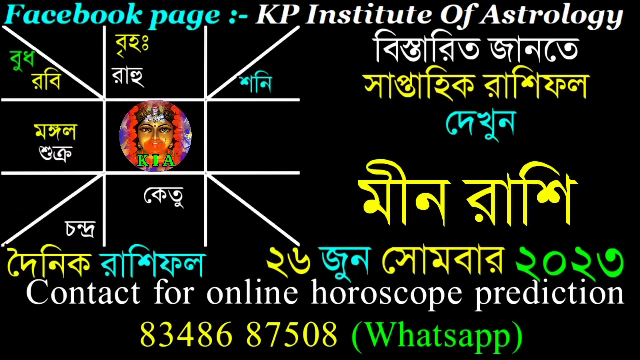 Facebook page :- KP Institute Of Astrology
বুধ
রবি
বৃহঃ
রাহু
শনি
মঙ্গল
শুক্র
KIA
কেতু
চন্দ্র
বিস্তারিত জানতে
সাপ্তাহিক রাশিফল
দেখুন
মীন রাশি
দৈনিক রাশিফল
২৬ জুন সোমবার ২০২৩
Contact for online horoscope prediction
83486 87508 (Whatsapp)